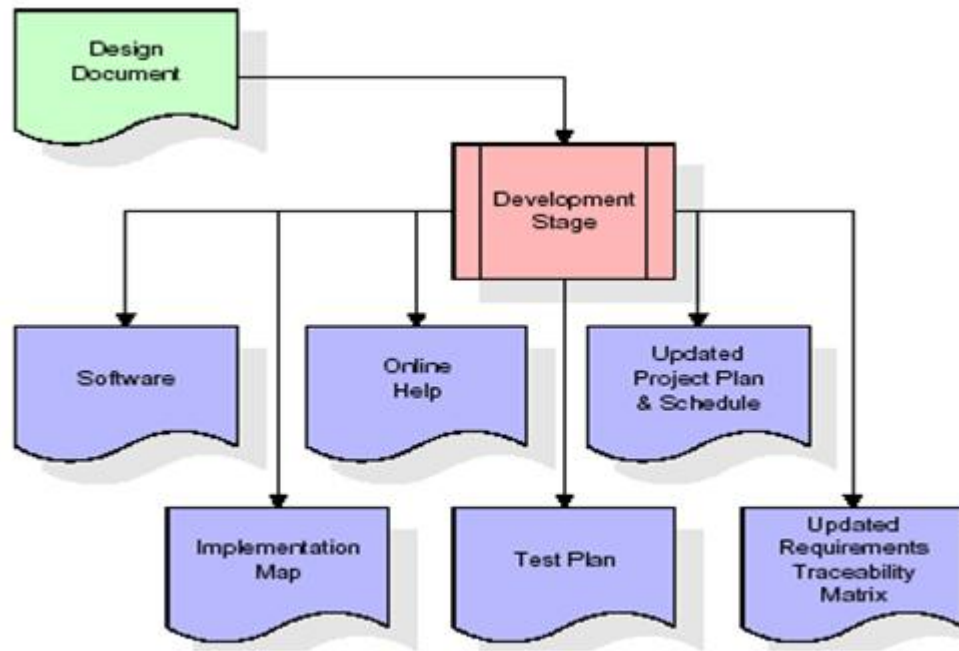 Design
Document
Development
Stage
Software
Online
Help
Updated
Project Plan
& Schedule
Implementation
Map
Test Plan
Updated
Requirements
Traceability
Matrix